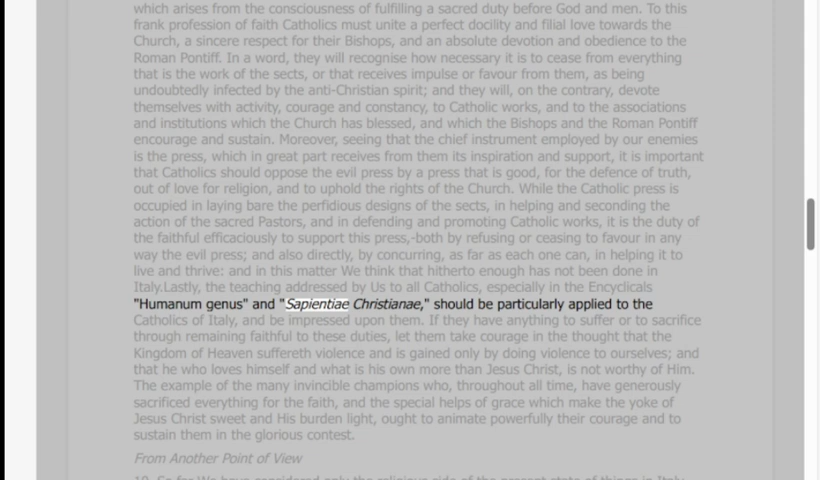 which arises from the consciousness of fulfilling a sacred duty before God and men. To this
frank profession of faith Catholics must unite a perfect docility and filial love towards the
Church, a sincere respect for their Bishops, and an absolute devotion and obedience to the
Roman Pontiff. In a word, they will recognise how necessary it is to cease from everything
that is the work of the sects, or that receives impulse or favour from them, as being
undoubtedly infected by the anti-Christian spirit; and they will, on the contrary, devote
themselves with activity, courage and constancy, to Catholic works, and to the associations
and institutions which the Church has blessed, and which the Bishops and the Roman Pontiff
encourage and sustain. Moreover, seeing that the chief instrument employed by our enemies
is the press, which in great part receives from them its inspiration and support, it is important
that Catholics should oppose the evil press by a press that is good, for the defence of truth,
out of love for religion, and to uphold the rights of the Church. While the Catholic press is
occupied in laying bare the perfidious designs of the sects, in helping and seconding the
action of the sacred Pastors, and in defending and promoting Catholic works, it is the duty of
the faithful efficaciously to support this press,-both by refusing or ceasing to favour in any
way the evil press; and also directly, by concurring, as far as each one can, in helping it to
live and thrive: and in this matter We think that hitherto enough has not been done in
Italy.Lastly, the teaching addressed by Us to all Catholics, especially in the Encyclicals
"Humanum genus" and "Sapientiae Christianae," should be particularly applied to the
Catholics of Italy, and be impressed upon them. If they have anything to suffer or to sacrifice
through remaining faithful to these duties, let them take courage in the thought that the
Kingdom of Heaven suffereth violence and is gained only by doing violence to ourselves; and
that he who loves himself and what is his own more than Jesus Christ, is not worthy of Him.
The example of the many invincible champions who, throughout all time, have generously
sacrificed everything for the faith, and the special helps of grace which make the yoke of
Jesus Christ sweet and His burden light, ought to animate powerfully their courage and to
sustain them in the glorious contest.
From Another Point of View